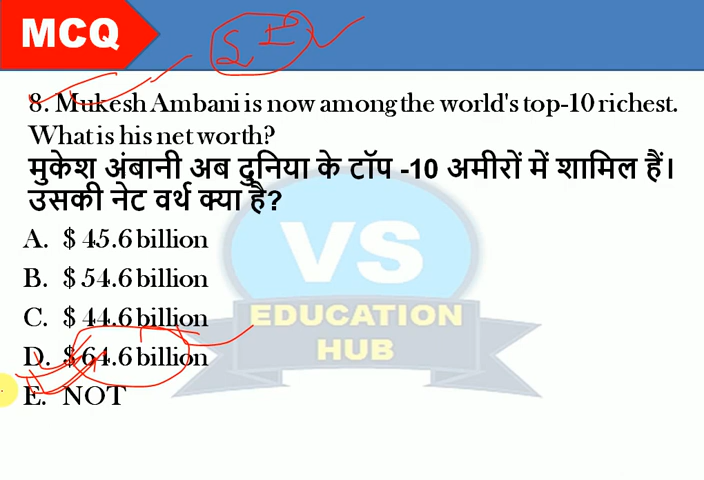 MCQ
8. Mukesh Ambani is now among the world's top-10 richest.
What is his net worth?
मुकेश अंबानी अब दुनिया के टॉप -10 अमीरों में शामिल हैं।
उसकी नेट वर्थ क्या है?
A. $ 45.6 billion
B. $ 54.6 billion
C. $ 44.6 billion
D. $ 64.6 billion
E. NOT
VS
EDUCATION
HUB